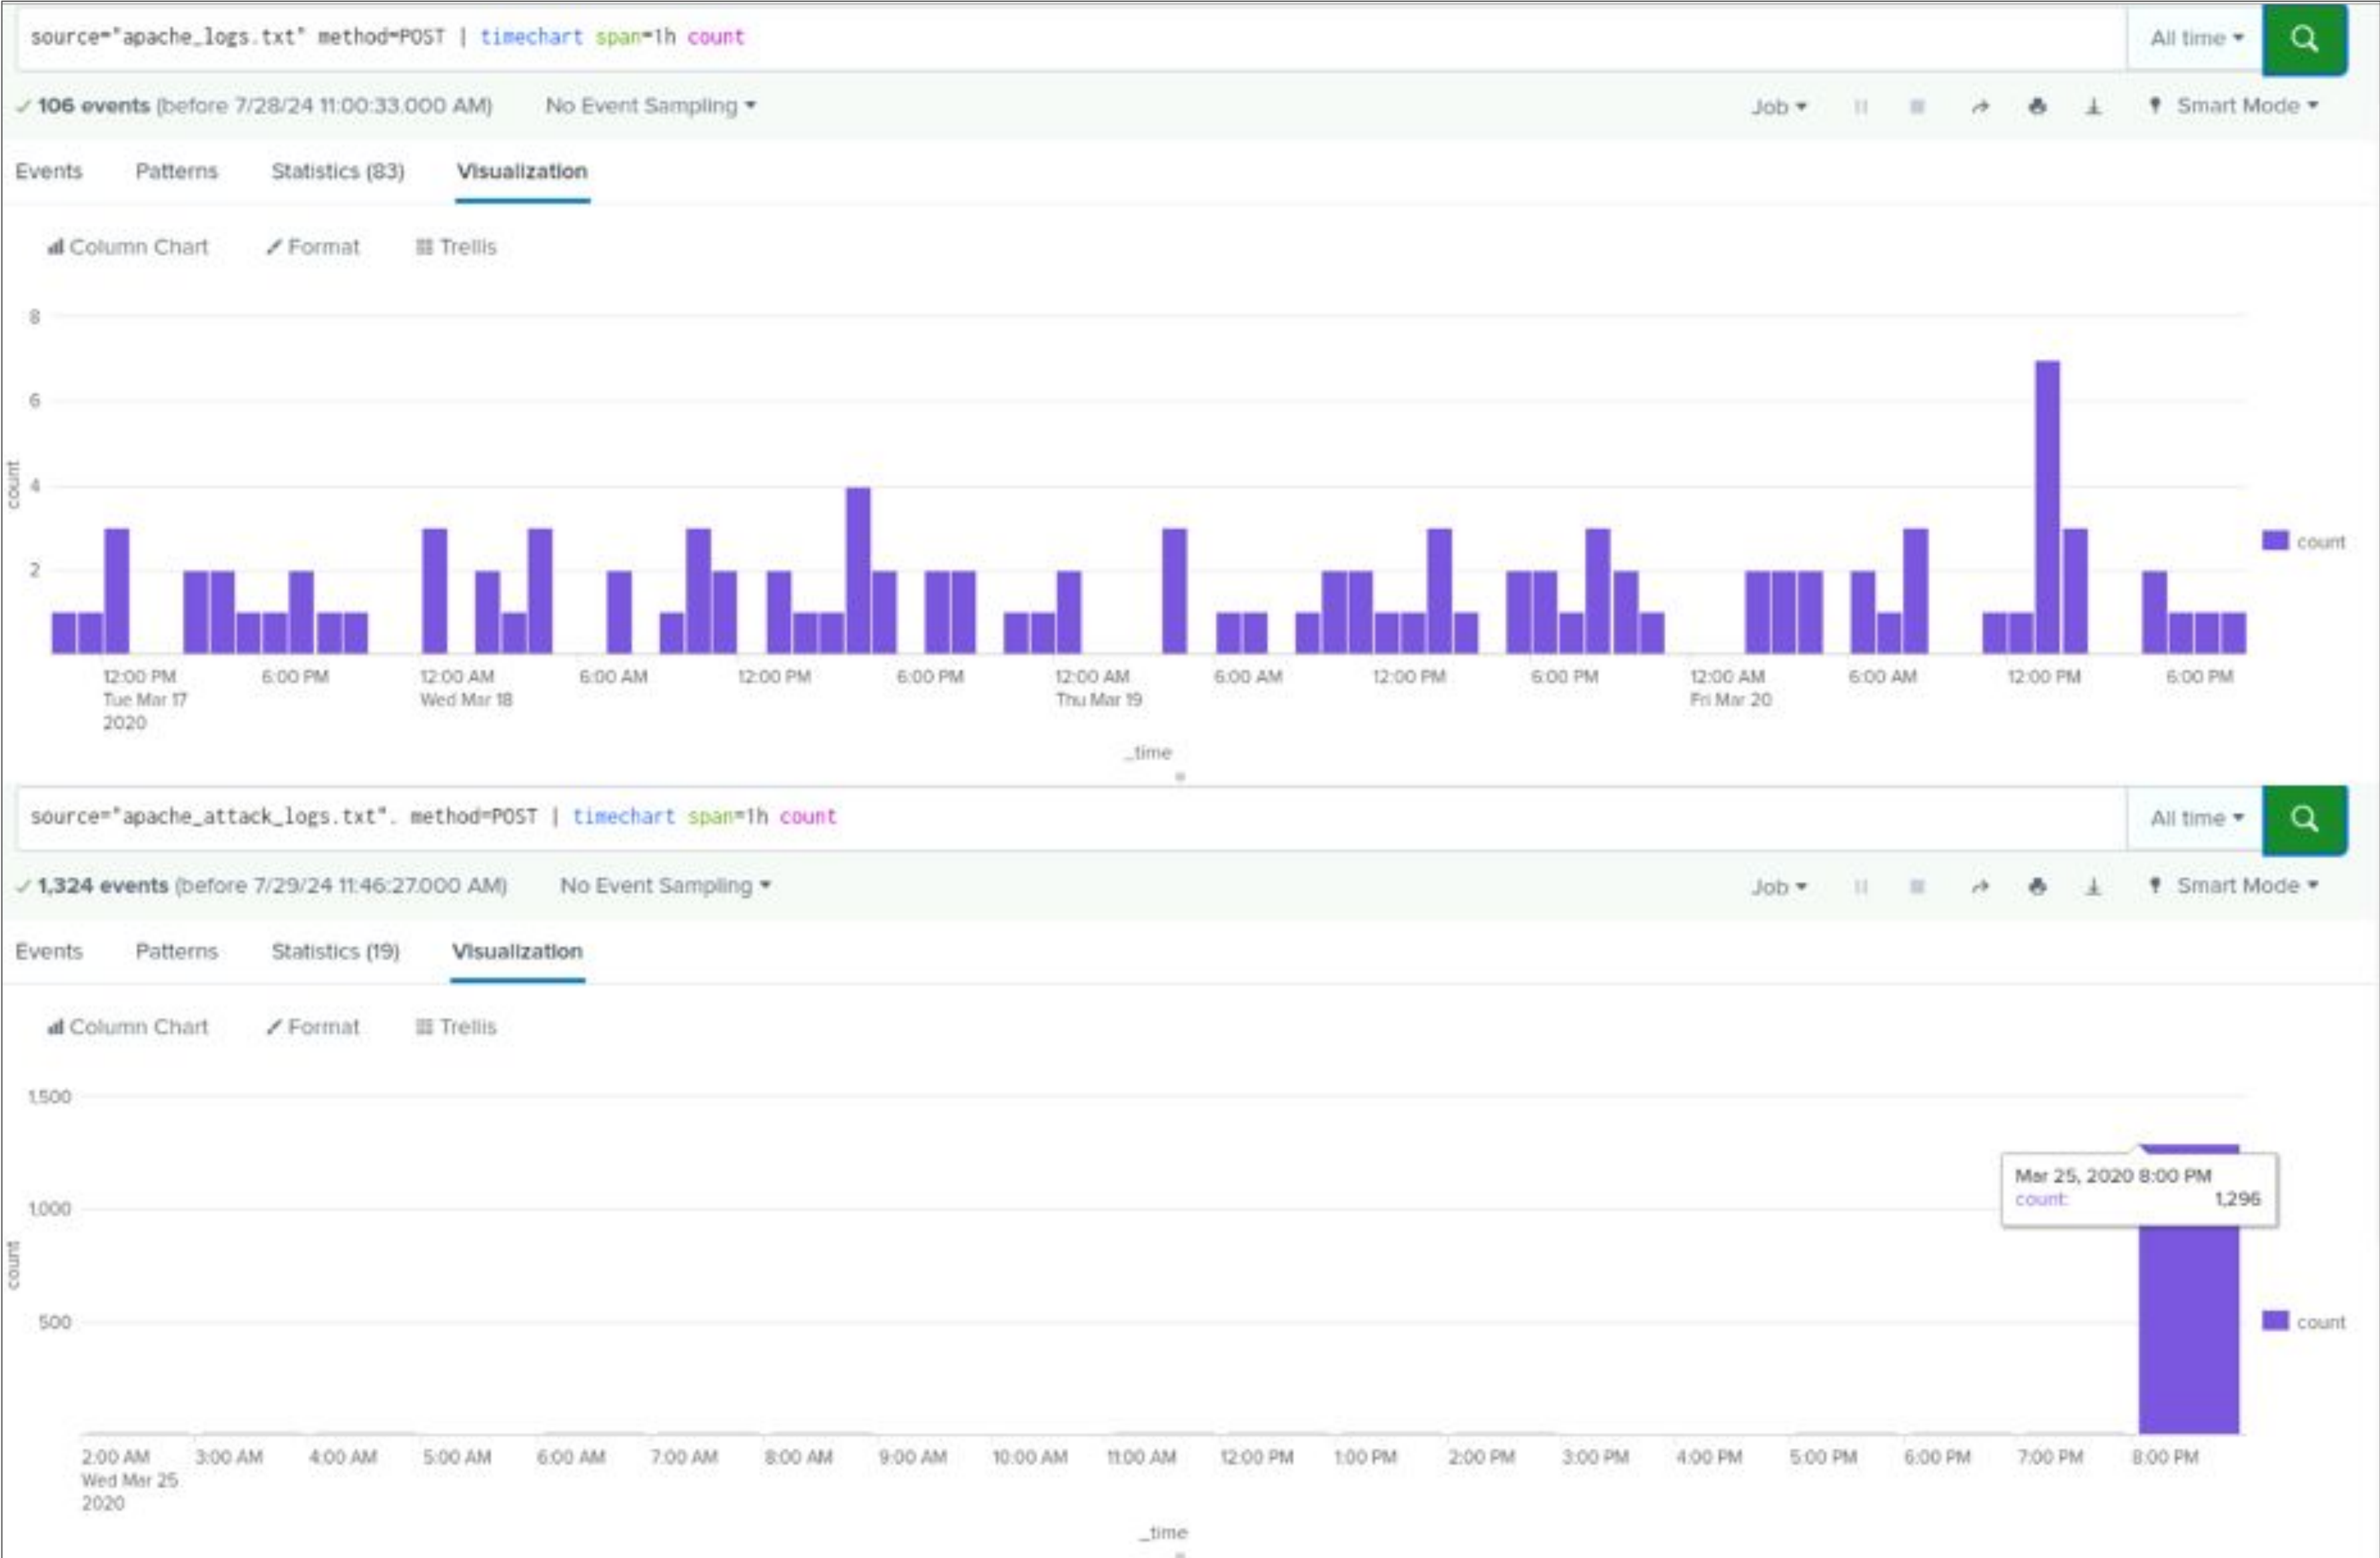 source="apache_logs.txt" method=POST | timechart span=1h count
All time
✓ 106 events (before 7/28/24 11:00:33.000 AM)
No Event Sampling
Job
Smart Mode
Events
Patterns
Statistics (83)
Visualization
Column Chart
Format
Trellis
8
6
4
2
count
count
12:00 PM
Tue Mar 17
2020
6:00 PM
12:00 AM
Wed Mar 18
6:00 AM
12:00 PM
6:00 PM
12:00 AM
Thu Mar 19
6:00 AM
12:00 PM
6:00 PM
12:00 AM
Fri Mar 20
6:00 AM
12:00 PM
6:00 PM
_time
source="apache_attack_logs.txt". method=POST | timechart span=1h count
All time
✓ 1,324 events (before 7/29/24 11:46:27.000 AM)
No Event Sampling
Job
Smart Mode
Events
Patterns
Statistics (19)
Visualization
Column Chart
Format
Trellis
1,500
1,000
500
count
Mar 25, 2020 8:00 PM
count: 1,296
count
2:00 AM
Wed Mar 25
2020
3:00 AM
4:00 AM
5:00 AM
6:00 AM
7:00 AM
8:00 AM
9:00 AM
10:00 AM
11:00 AM
12:00 PM
1:00 PM
2:00 PM
3:00 PM
4:00 PM
5:00 PM
6:00 PM
7:00 PM
8:00 PM
_time